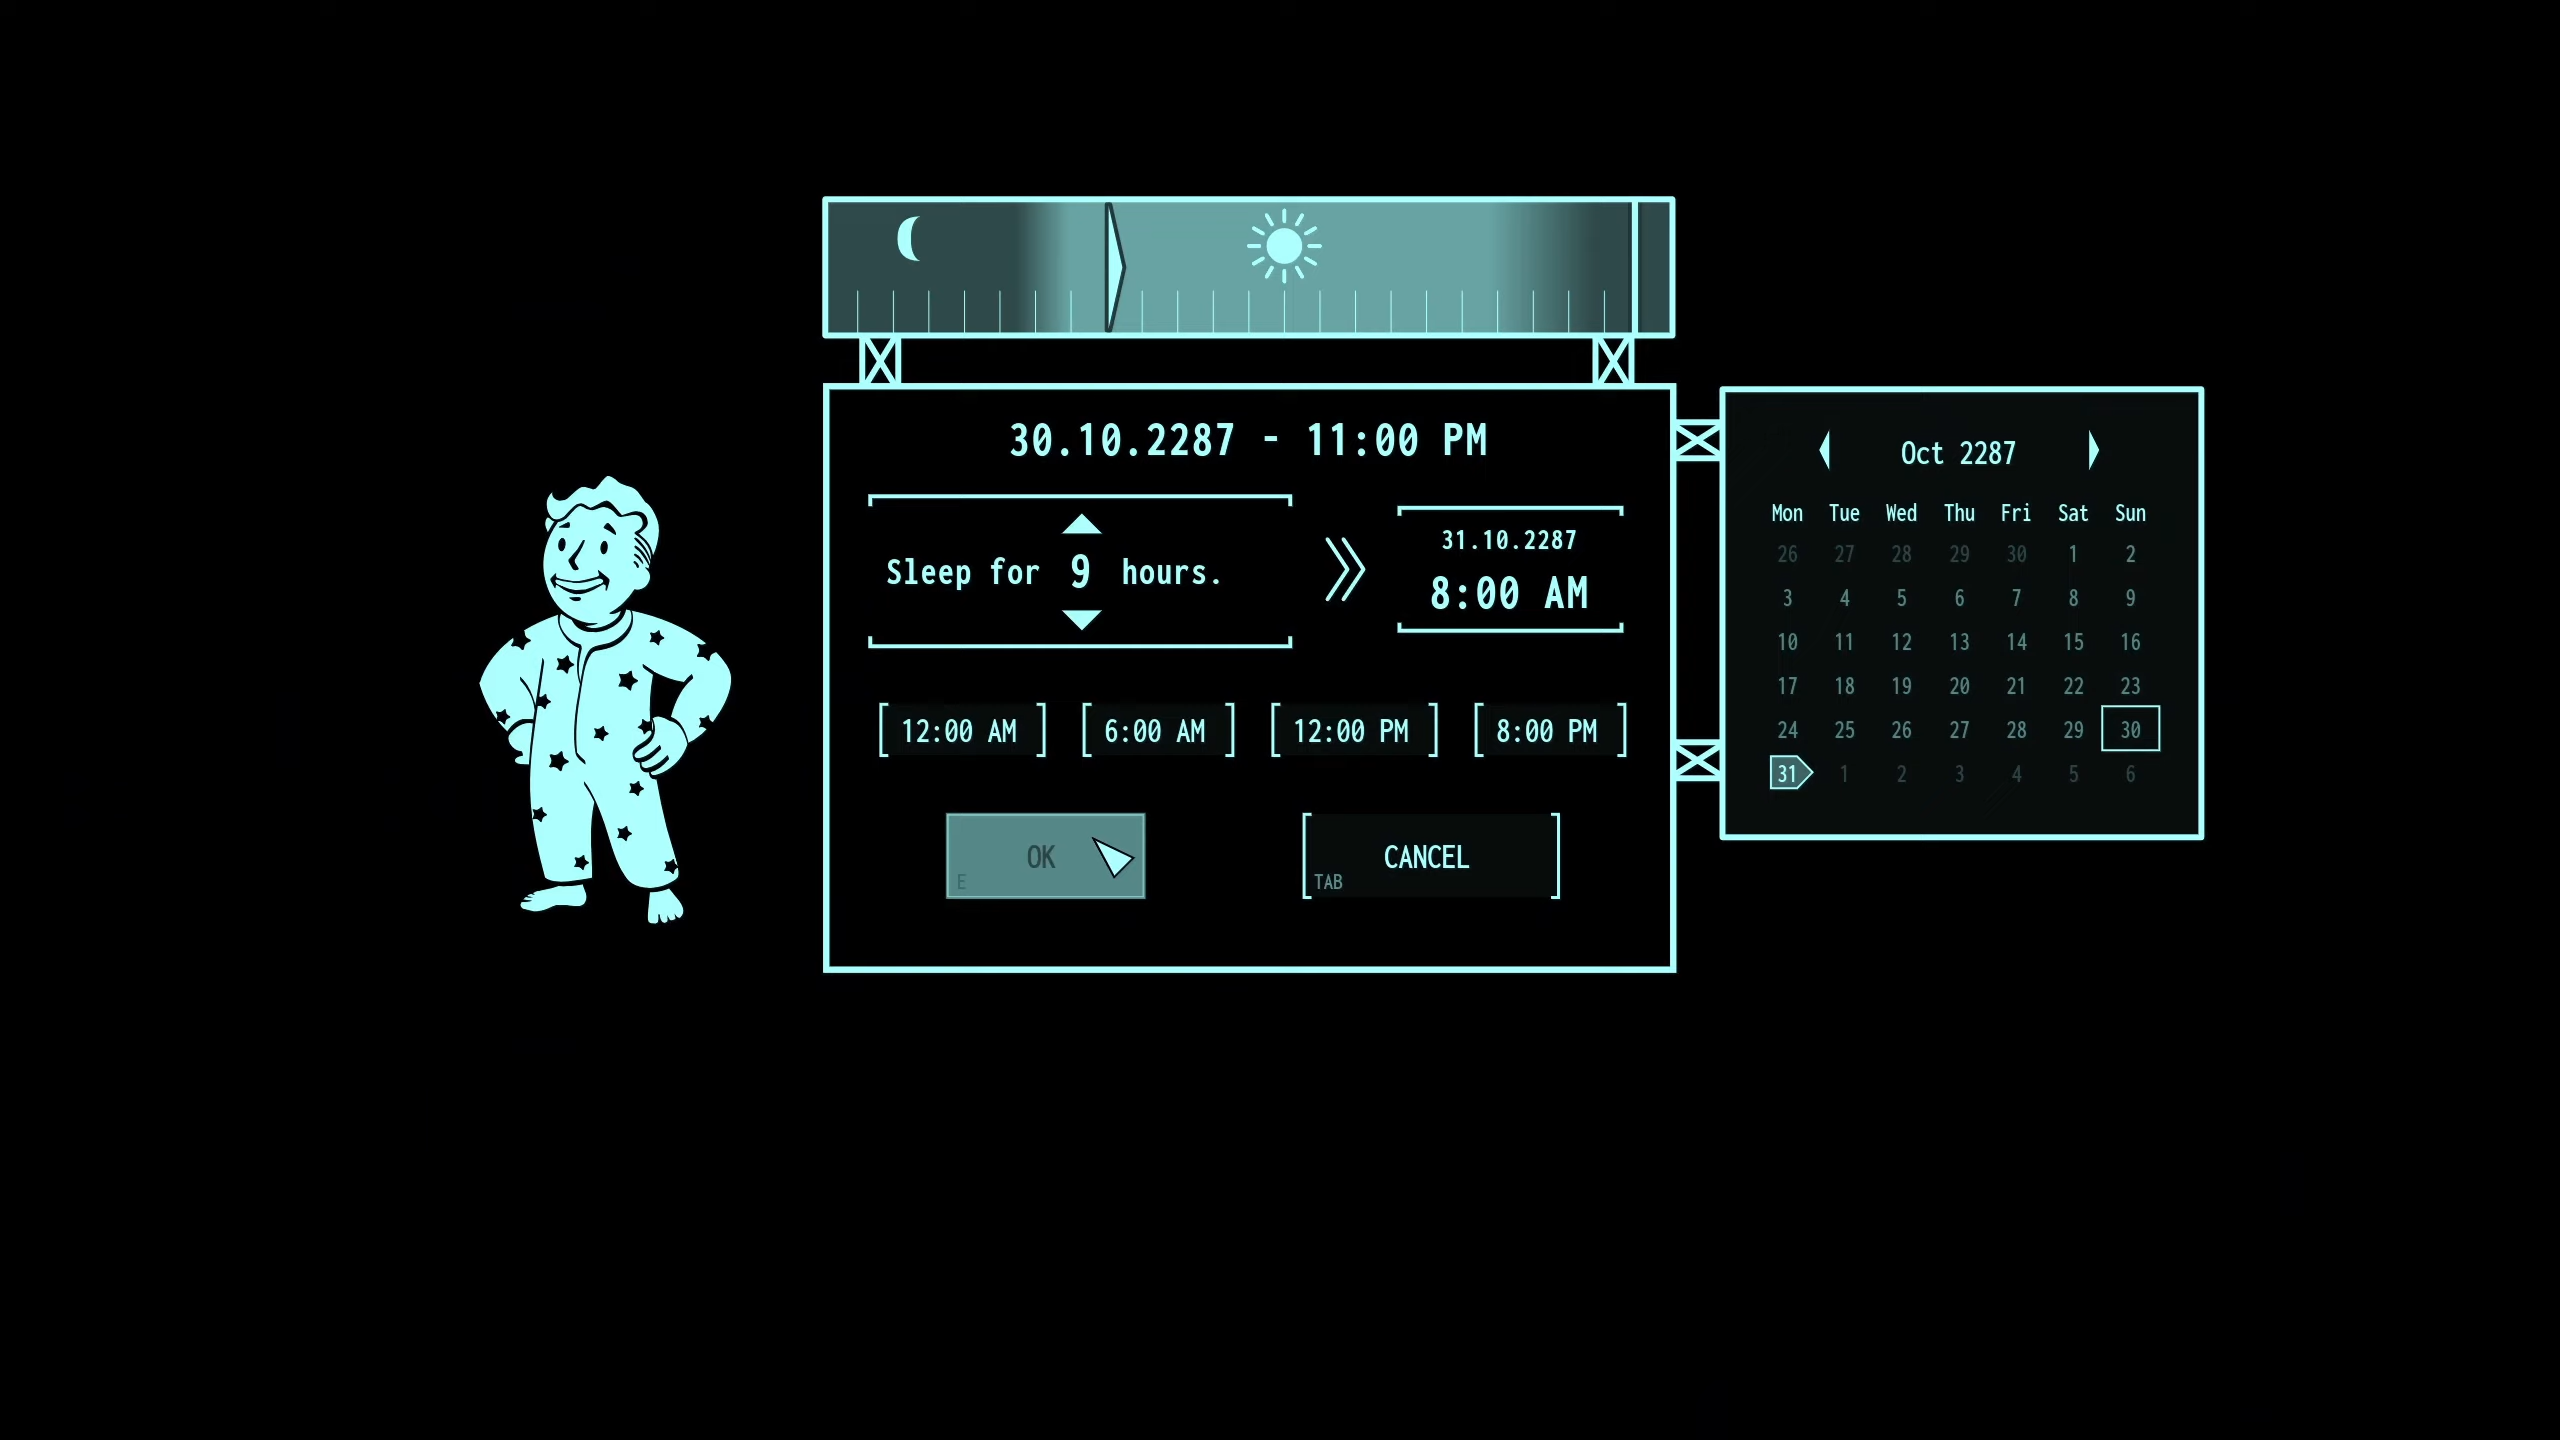 30.10.2287 - 11:00 PM
Sleep for 9 hours.
31.10.2287
8:00 AM
12:00 AM 6:00 AM 12:00 PM 8:00 PM
OK
E
CANCEL
TAB
Oct 2287
Mon Tue Wed Thu Fri Sat Sun
26 27 28 29 30 1 2
3 4 5 6 7 8 9
10 11 12 13 14 15 16
17 18 19 20 21 22 23
24 25 26 27 28 29 30
31 1 2 3 4 5 6